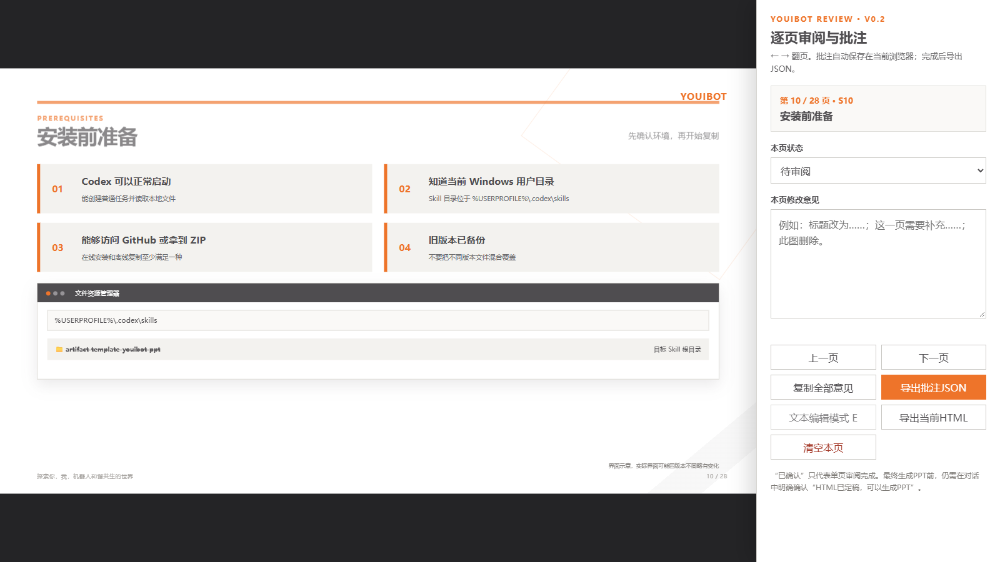 YOUIBOT
PREREQUISITES
安装前准备
先确认环境，再开始复制
01
Codex 可以正常启动
能创建普通任务并读取本地文件
02
知道当前 Windows 用户目录
Skill 目录位于 %USERPROFILE%\.codex\skills
03
能够访问 GitHub 或拿到 ZIP
在线安装和离线复制至少满足一种
04
旧版本已备份
不要把不同版本文件混合覆盖
文件资源管理器
%USERPROFILE%\.codex\skills
artifact-template-youibot-ppt
目标 Skill 根目录
界面示意，实际界面可能因版本不同略有变化
探索你、我、机器人和谐共生的世界
10 / 28
YOUIBOT REVIEW · V0.2
逐页审阅与批注
←→ 翻页。批注自动保存在当前浏览器；完成后导出
JSON。
第 10 / 28 页 · S10
安装前准备
本页状态
待审阅
本页修改意见
例如：标题改为……；这一页需要补充……；
此图删除。
上一页
下一页
复制全部意见
导出批注JSON
文本编辑模式 E
导出当前HTML
清空本页
“已确认”只代表单页审阅完成。最终生成PPT前，仍需在对话
中明确确认“HTML已定稿，可以生成PPT”。